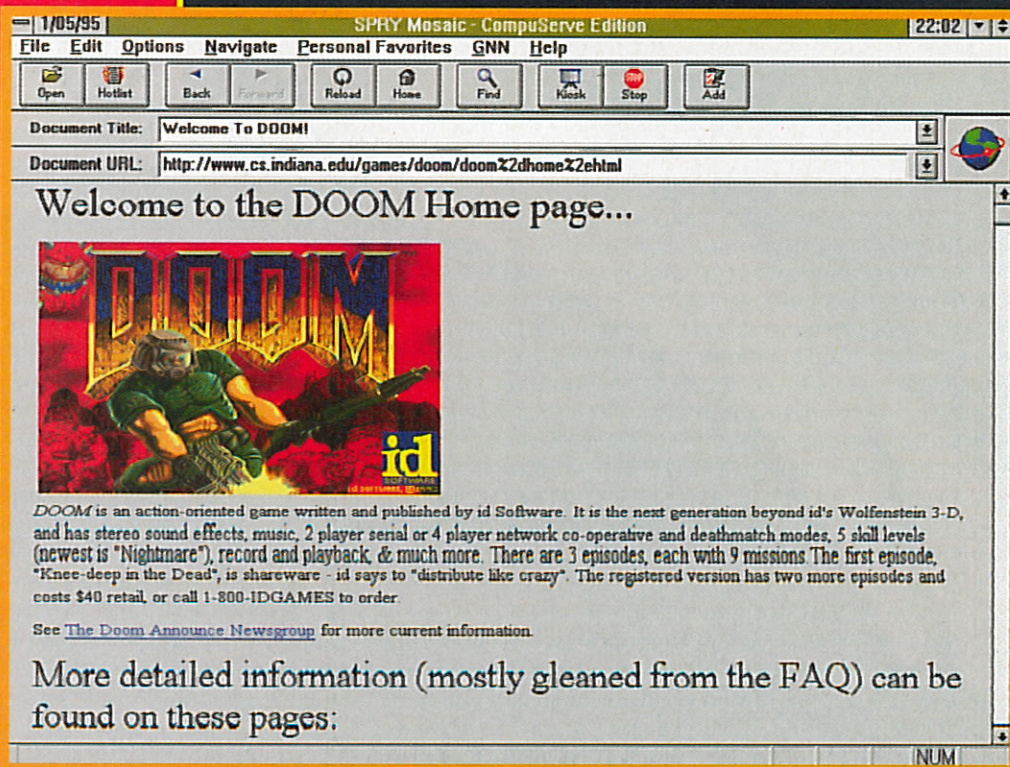 1/05/95 SPRY Mosaic - CompuServe Edition 22:02
File Edit Options Navigate Personal Favorites GNN Help
Open Hotlist Back Forward Reload Home Find Kiosk STOP Stop Add
Document Title: Welcome To DOOM!
Document URL: http://www.cs.indiana.edu/games/doom/doom%2dhome%2ehtml
Welcome to the DOOM Home page...
DOOM
id
SOFTWARE
DOOM is an action-oriented game written and published by id Software. It is the next generation beyond id's Wolfenstein 3-D,
and has stereo sound effects, music, 2 player serial or 4 player network co-operative and deathmatch modes, 5 skill levels
(newest is "Nightmare"), record and playback, & much more. There are 3 episodes, each with 9 missions The first episode,
"Knee-deep in the Dead", is shareware - id says to "distribute like crazy". The registered version has two more episodes and
costs $40 retail, or call 1-800-IDGAMES to order.
See The Doom Announce Newsgroup for more current information.
More detailed information (mostly gleaned from the FAQ) can be
found on these pages:
NUM